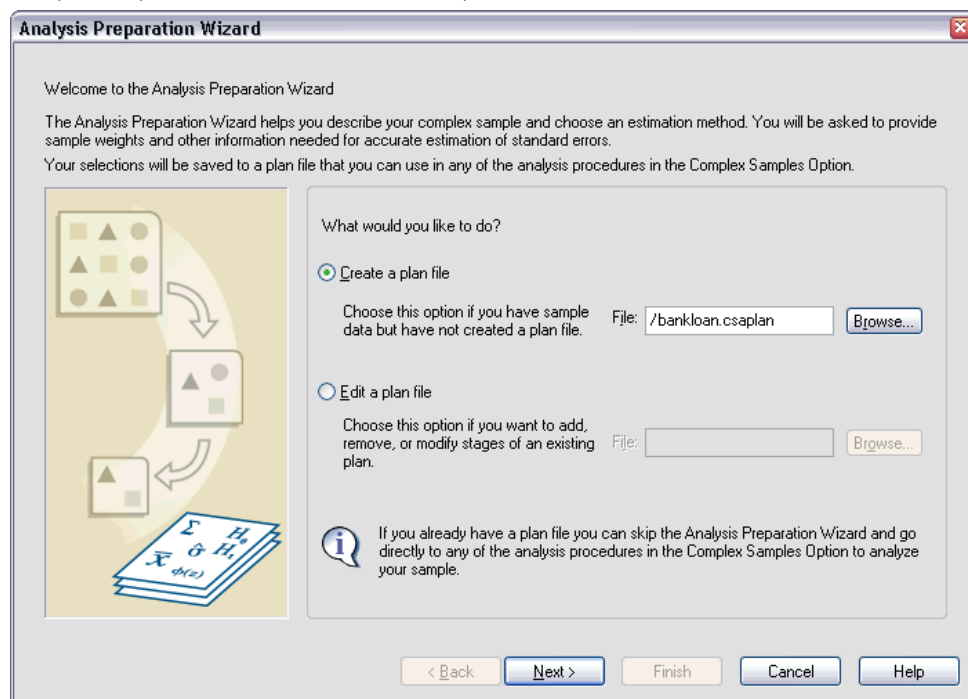 Analysis Preparation Wizard
Welcome to the Analysis Preparation Wizard
The Analysis Preparation Wizard helps you describe your complex sample and choose an estimation method. You will be asked to provide
sample weights and other information needed for accurate estimation of standard errors.
Your selections will be saved to a plan file that you can use in any of the analysis procedures in the Complex Samples Option.
What would you like to do?
Create a plan file
Choose this option if you have sample
data but have not created a plan file.
File: /bankloan.csaplan Browse...
Edit a plan file
Choose this option if you want to add,
remove, or modify stages of an existing
plan.
File: Browse...
Σ H₀
x̄ σ̂ H₁
φ(z)
If you already have a plan file you can skip the Analysis Preparation Wizard and go
directly to any of the analysis procedures in the Complex Samples Option to analyze
your sample.
< Back Next > Finish Cancel Help